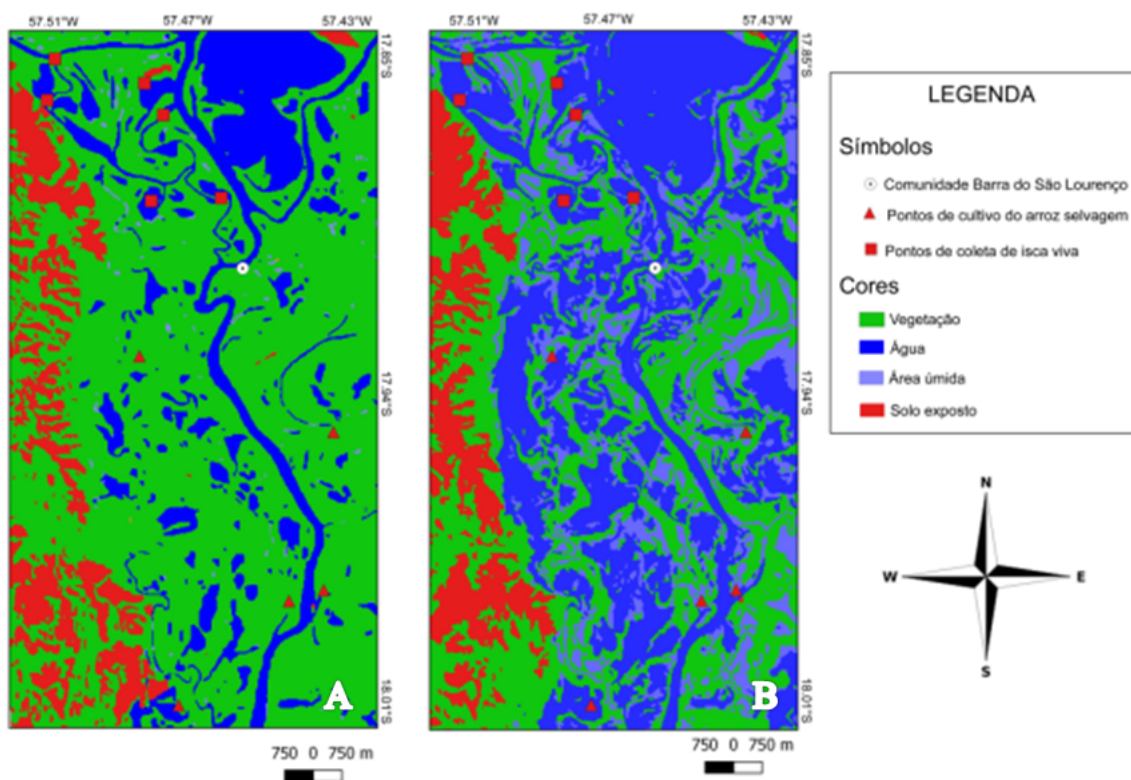 57.51°W 57.47°W 57.43°W
57.51°W 57.47°W 57.43°W
17.85°S
17.94°S
18.01°S
A
750 0 750 m
17.85°S
17.94°S
18.01°S
B
750 0 750 m
LEGENDA
Símbolos
Comunidade Barra do São Lourenço
Pontos de cultivo do arroz selvagem
Pontos de coleta de isca viva
Cores
Vegetação
Água
Área úmida
Solo exposto
N
W E
S